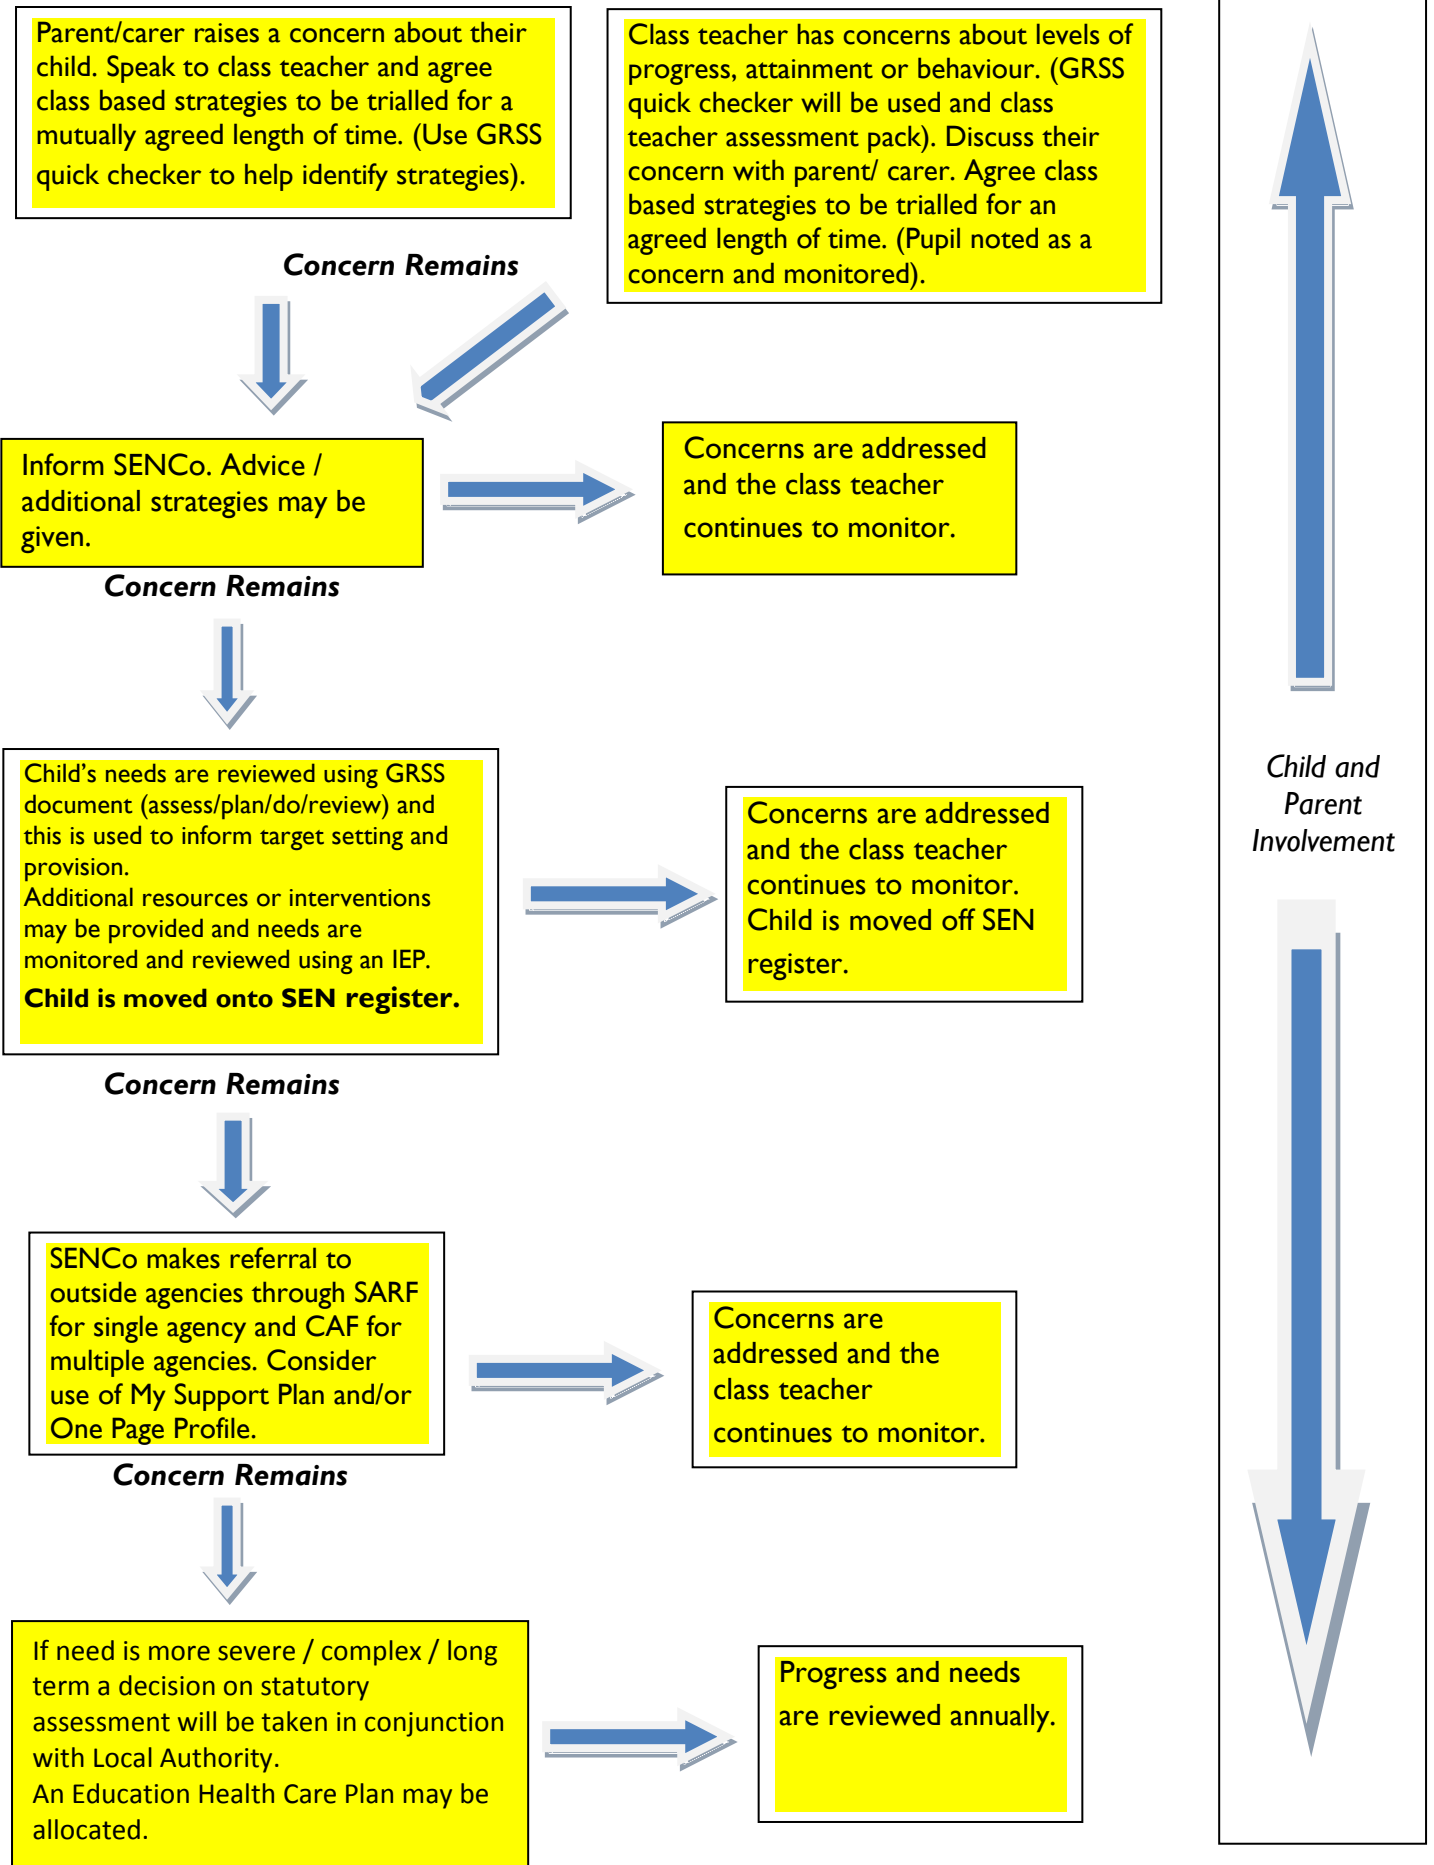 Parent/carer raises a concern about their
child. Speak to class teacher and agree
class based strategies to be trialled for a
mutually agreed length of time. (Use GRSS
quick checker to help identify strategies).
Class teacher has concerns about levels of
progress, attainment or behaviour. (GRSS
quick checker will be used and class
teacher assessment pack). Discuss their
concern with parent/ carer. Agree class
based strategies to be trialled for an
agreed length of time. (Pupil noted as a
concern and monitored).
Concern Remains
Inform SENCo. Advice /
additional strategies may be
given.
Concerns are addressed
and the class teacher
continues to monitor.
Concern Remains
Child's needs are reviewed using GRSS
document (assess/plan/do/review) and
this is used to inform target setting and
provision.
Additional resources or interventions
may be provided and needs are
monitored and reviewed using an IEP.
Child is moved onto SEN register.
Concerns are addressed
and the class teacher
continues to monitor.
Child is moved off SEN
register.
Child and
Parent
Involvement
Concern Remains
SENCo makes referral to
outside agencies through SARF
for single agency and CAF for
multiple agencies. Consider
use of My Support Plan and/or
One Page Profile.
Concerns are
addressed and the
class teacher
continues to monitor.
Concern Remains
If need is more severe / complex / long
term a decision on statutory
assessment will be taken in conjunction
with Local Authority.
An Education Health Care Plan may be
allocated.
Progress and needs
are reviewed annually.